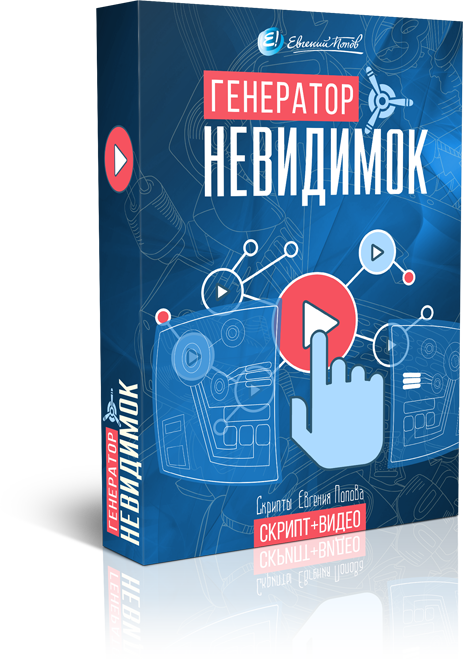 E! Евгений Попов
ГЕНЕРАТОР
НЕВИДИМОК
Скрипты Евгения Попова
СКРИПТ+ВИДЕО
ГЕНЕРАТОР
НЕВИДИМОК